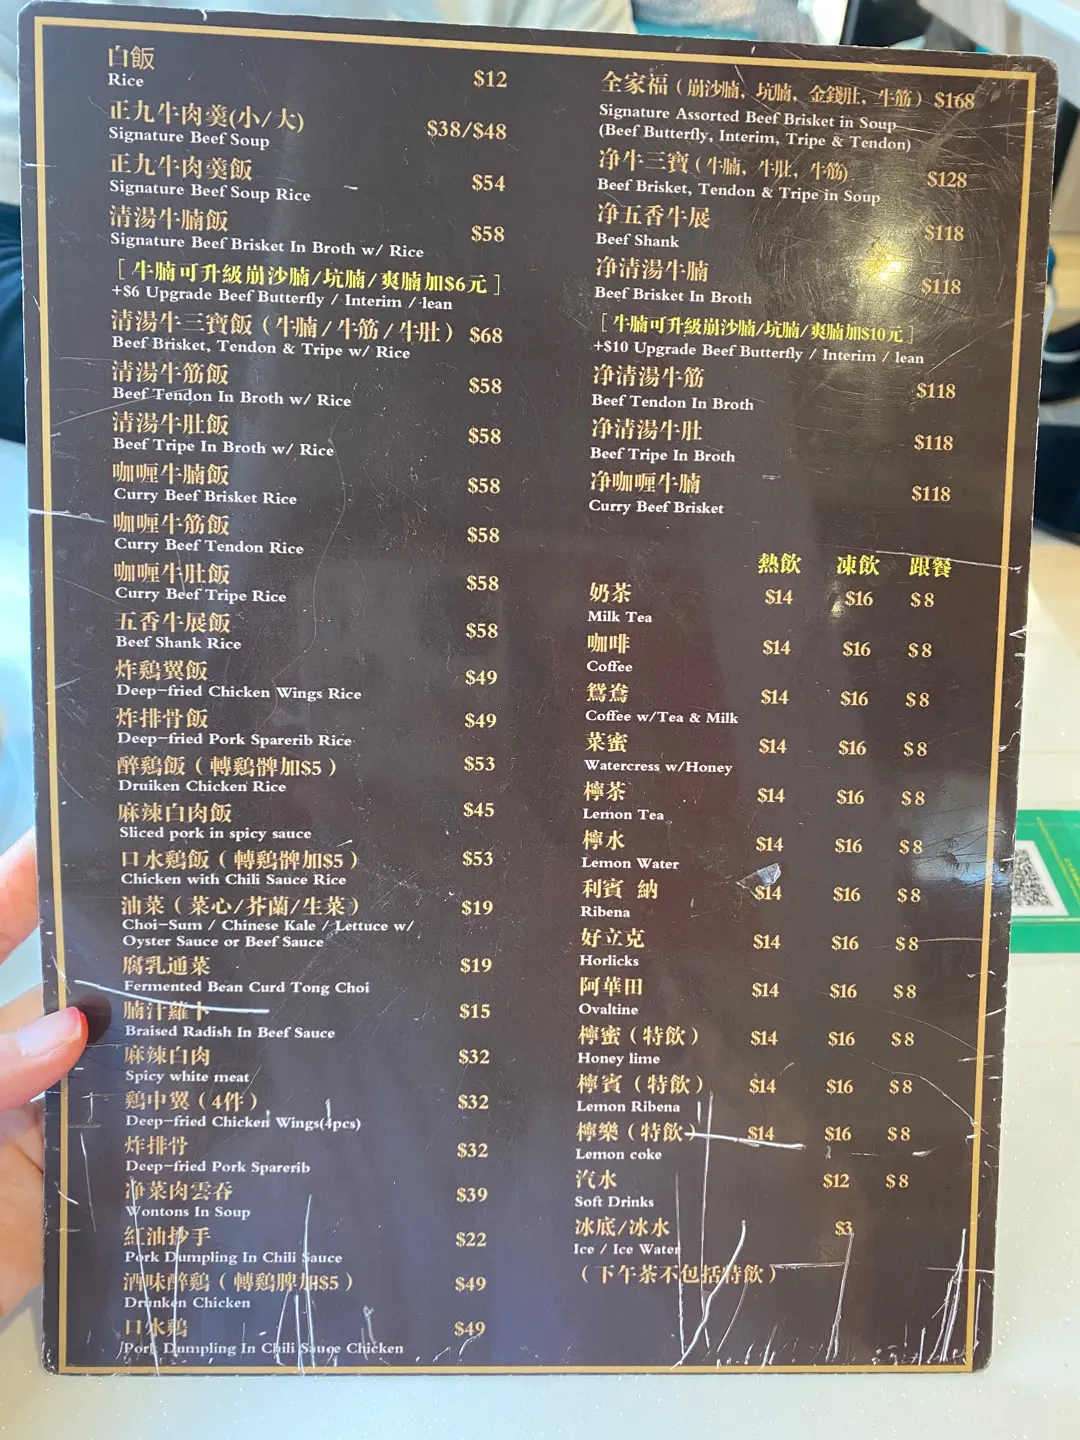 白飯
Rice
$12
正九牛肉羹(小/大)
Signature Beef Soup
$38/$48
正九牛肉羹飯
Signature Beef Soup Rice
$54
清湯牛腩飯
Signature Beef Brisket In Broth w/ Rice
$58
[ 牛腩可升級崩沙腩/坑腩/爽腩加$6元 ]
+$6 Upgrade Beef Butterfly / Interim / lean
清湯牛三寶飯 ( 牛腩 / 牛筋 / 牛肚 )
Beef Brisket, Tendon & Tripe w/ Rice
$68
清湯牛筋飯
Beef Tendon In Broth w/ Rice
$58
清湯牛肚飯
Beef Tripe In Broth w/ Rice
$58
咖喱牛腩飯
Curry Beef Brisket Rice
$58
咖喱牛筋飯
Curry Beef Tendon Rice
$58
咖喱牛肚飯
Curry Beef Tripe Rice
$58
五香牛展飯
Beef Shank Rice
$58
炸鷄翼飯
Deep-fried Chicken Wings Rice
$49
炸排骨飯
Deep-fried Pork Sparerib Rice
$49
醉鷄飯 ( 轉鷄髀加$5 )
Druiken Chicken Rice
$53
麻辣白肉飯
Sliced pork in spicy sauce
$45
口水鷄飯 ( 轉鷄髀加$5 )
Chicken with Chili Sauce Rice
$53
油菜 ( 菜心/芥蘭/生菜 )
Choi-Sum / Chinese Kale / Lettuce w/
Oyster Sauce or Beef Sauce
$19
腐乳通菜
Fermented Bean Curd Tong Choi
$19
腩汁蘿卜
Braised Radish In Beef Sauce
$15
麻辣白肉
Spicy white meat
$32
鷄中翼 ( 4件 )
Deep-fried Chicken Wings(4pcs)
$32
炸排骨
Deep-fried Pork Sparerib
$32
净菜肉雲吞
Wontons In Soup
$39
紅油抄手
Pork Dumpling In Chili Sauce
$22
酒味醉鷄 ( 轉鷄脾加$5 )
Drunken Chicken
$49
口水鷄
Pork Dumpling In Chili Sauce Chicken
$49
全家福 ( 崩沙腩, 坑腩, 金錢肚, 牛筋 ) $168
Signature Assorted Beef Brisket in Soup
(Beef Butterfly, Interim, Tripe & Tendon)
净牛三寶 ( 牛腩, 牛肚, 牛筋)
Beef Brisket, Tendon & Tripe in Soup
$128
净五香牛展
Beef Shank
$118
净清湯牛腩
Beef Brisket In Broth
$118
[ 牛腩可升級崩沙腩/坑腩/爽腩加$10元 ]
+$10 Upgrade Beef Butterfly / Interim / lean
净清湯牛筋
Beef Tendon In Broth
$118
净清湯牛肚
Beef Tripe In Broth
$118
净咖喱牛腩
Curry Beef Brisket
$118
熱飲 凍飲 跟餐
奶茶 $14 $16 $8
Milk Tea
咖啡 $14 $16 $8
Coffee
鴛鴦 $14 $16 $8
Coffee w/Tea & Milk
菜蜜 $14 $16 $8
Watercress w/Honey
檸茶 $14 $16 $8
Lemon Tea
檸水 $14 $16 $8
Lemon Water
利賓 納 $14 $16 $8
Ribena
好立克 $14 $16 $8
Horlicks
阿華田 $14 $16 $8
Ovaltine
檸蜜 ( 特飲 ) $14 $16 $8
Honey lime
檸賓 ( 特飲 ) $14 $16 $8
Lemon Ribena
檸樂 ( 特飲 ) $14 $16 $8
Lemon coke
汽水 $12 $8
Soft Drinks
冰底/冰水 $3
Ice / Ice Water
( 下午茶不包括特飲 )